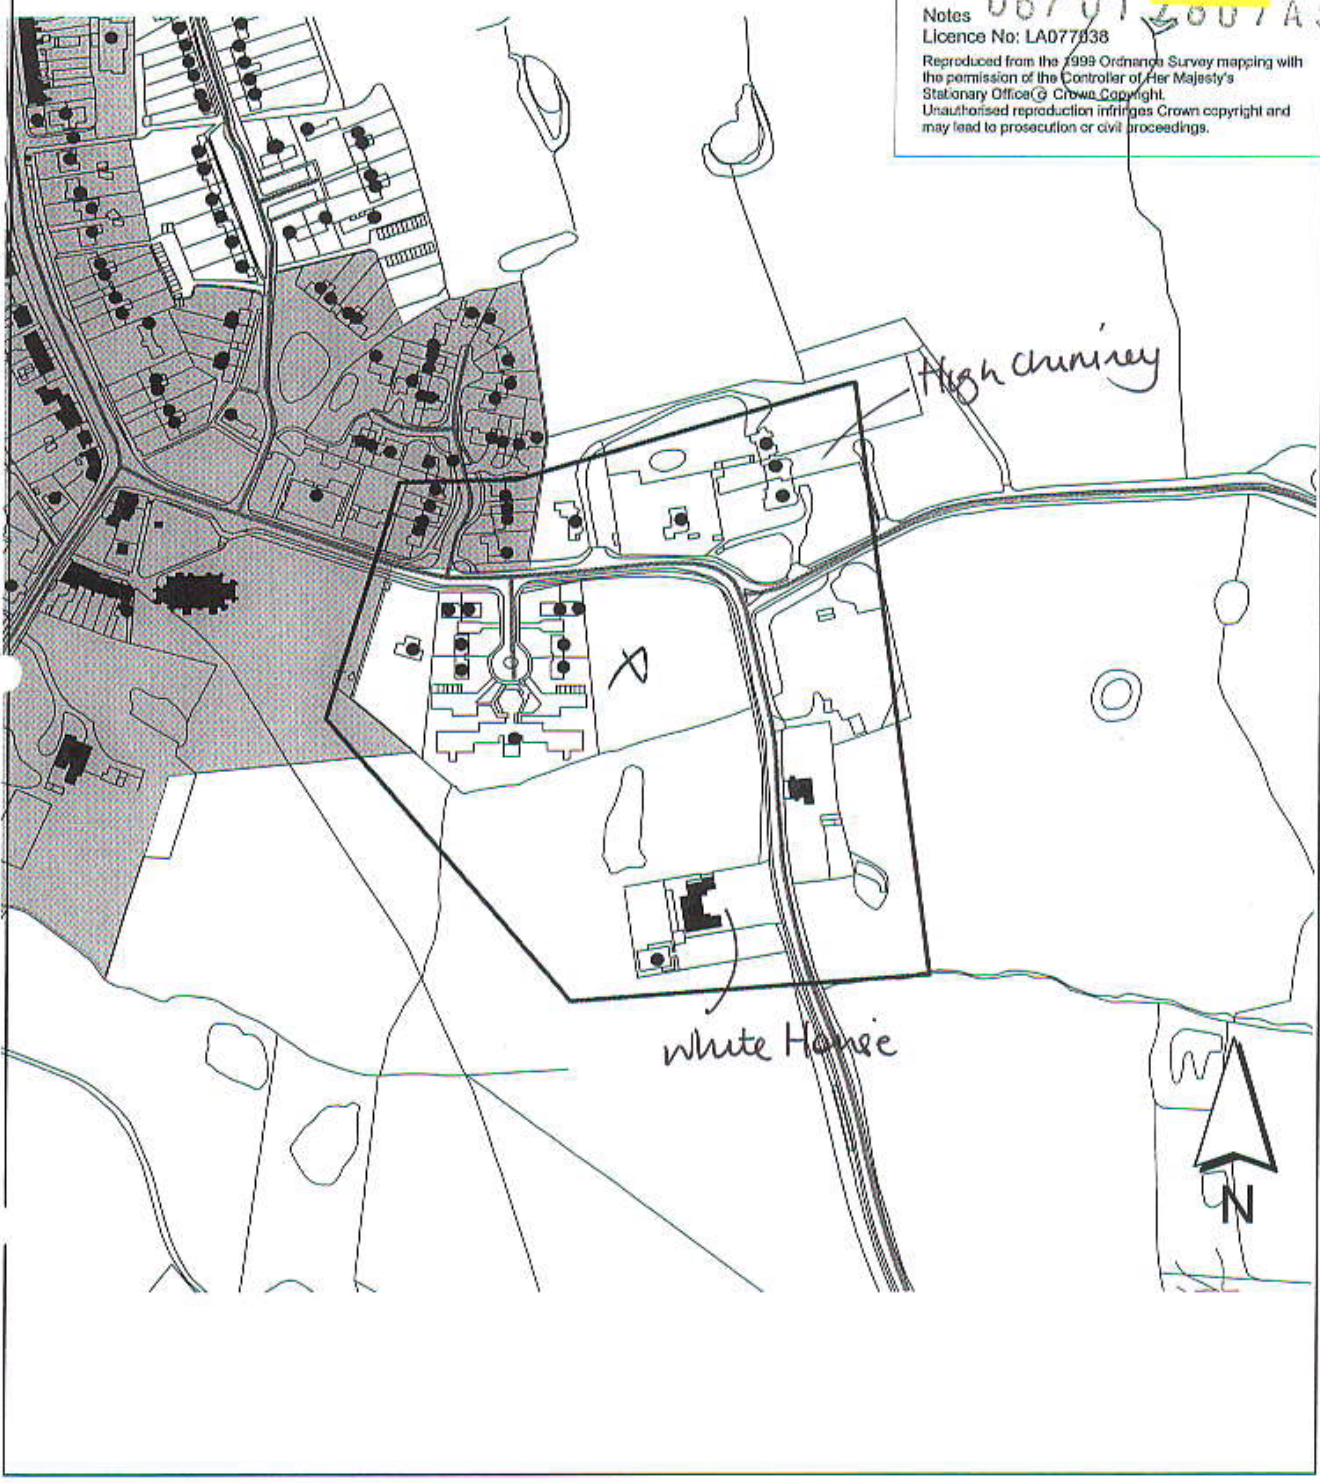 Notes
Licence No: LA077038
Reproduced from the 1999 Ordnance Survey mapping with
the permission of the Controller of Her Majesty's
Stationary Office © Crown Copyright.
Unauthorised reproduction infringes Crown copyright and
may lead to prosecution or civil proceedings.
High Chimney
X
White House
N